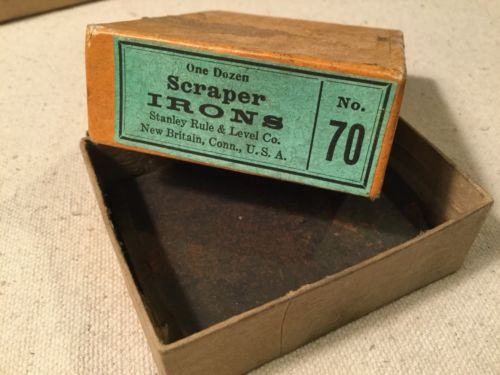 One Dozen
Scraper
IRONS
Stanley Rule & Level Co.
New Britain, Conn., U. S. A.
No.
70